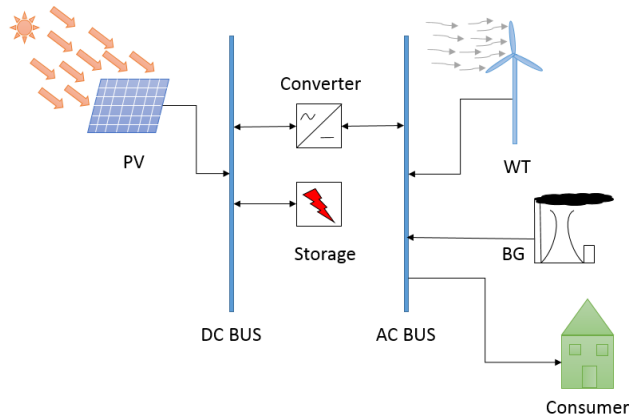 Converter
PV
WT
Storage
BG
DC BUS
AC BUS
Consumer